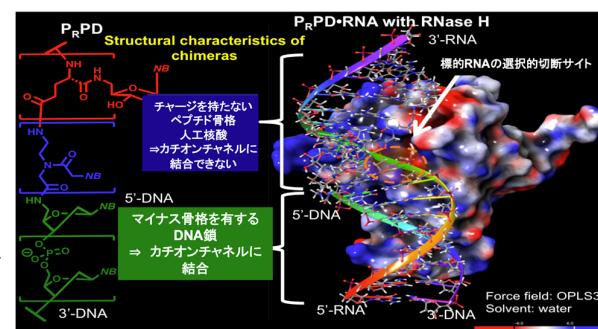 PRPD
Structural characteristics of
chimeras
PRPD•RNA with RNase H
3'-RNA
標的RNAの選択的切断サイト
NH
O
HN
NB
O
HO
O
チャージを持たない
ペプチド骨格
人工核酸
⇒カチオンチャネルに
結合できない
HN
O
N
NB
O
HN
5'-DNA
5'-DNA
O
NB
O
O
P
O
O
O
NB
マイナス骨格を有する
DNA鎖
⇒ カチオンチャネルに
結合
3'-DNA
5'-RNA
3'-DNA
Force field: OPLS3
Solvent: water